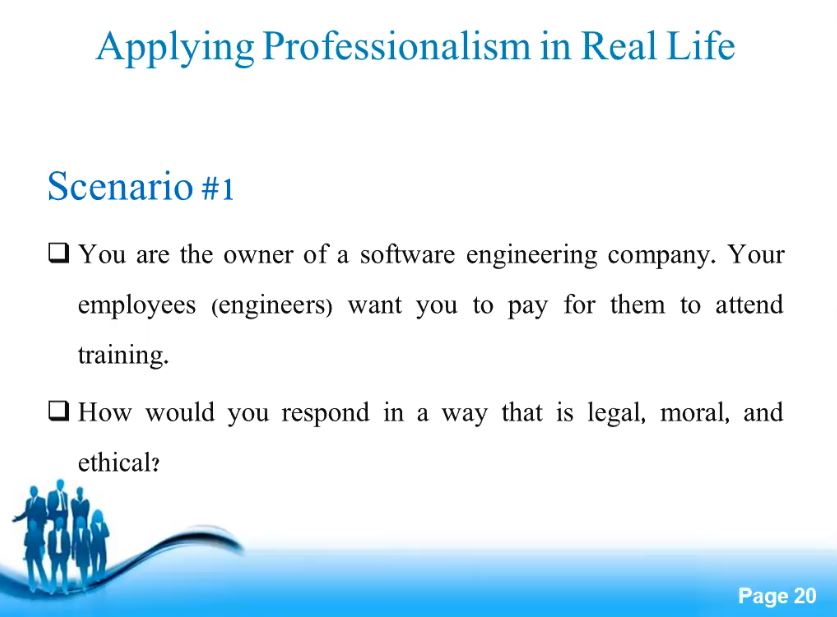 Applying Professionalism in Real Life
Scenario #1
❑ You are the owner of a software engineering company. Your
employees (engineers) want you to pay for them to attend
training.
❑ How would you respond in a way that is legal, moral, and
ethical?
Page 20